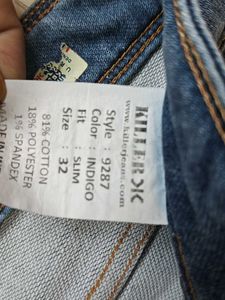 KILLER
www.killerjeans.com
Style : 9287
Color : INDIGO
Fit : SLIM
Size : 32
81% COTTON
18% POLYESTER
1% SPANDEX